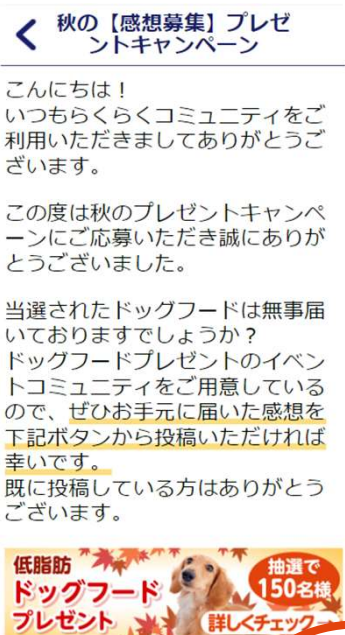 秋の【感想募集】プレゼ
ントキャンペーン
こんにちは！
いつもらくらくコミュニティをご
利用いただきましてありがとうご
ざいます。
この度は秋のプレゼントキャンペ
ーンにご応募いただき誠にありが
とうございました。
当選されたドッグフードは無事届
いておりますでしょうか？
ドッグフードプレゼントのイベン
トコミュニティをご用意している
ので、ぜひお手元に届いた感想を
下記ボタンから投稿いただければ
幸いです。
既に投稿している方はありがとう
ございます。
低脂肪
ドッグフード
プレゼント
抽選で
150名様
詳しくチェック